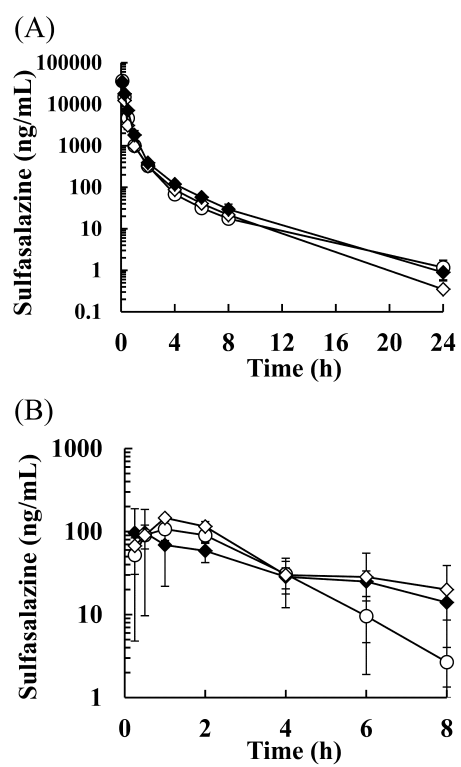 (A)
Sulfasalazine (ng/mL)
100000
10000
1000
100
10
1
0.1
0 4 8 12 16 20 24
Time (h)
(B)
Sulfasalazine (ng/mL)
1000
100
10
1
0 2 4 6 8
Time (h)